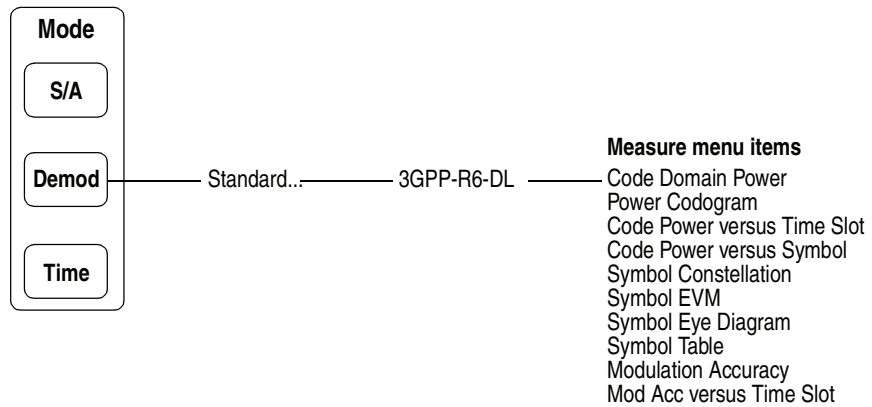 Mode
S/A
Demod
Time
Standard...
3GPP-R6-DL
Measure menu items
Code Domain Power
Power Codogram
Code Power versus Time Slot
Code Power versus Symbol
Symbol Constellation
Symbol EVM
Symbol Eye Diagram
Symbol Table
Modulation Accuracy
Mod Acc versus Time Slot